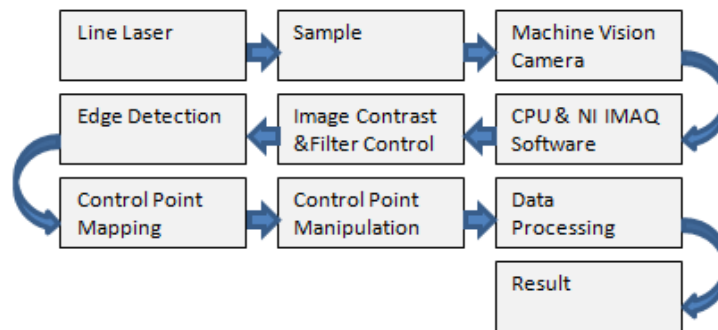 Line Laser
Sample
Machine Vision
Camera
CPU & NI IMAQ
Software
Image Contrast
&Filter Control
Edge Detection
Control Point
Mapping
Control Point
Manipulation
Data
Processing
Result